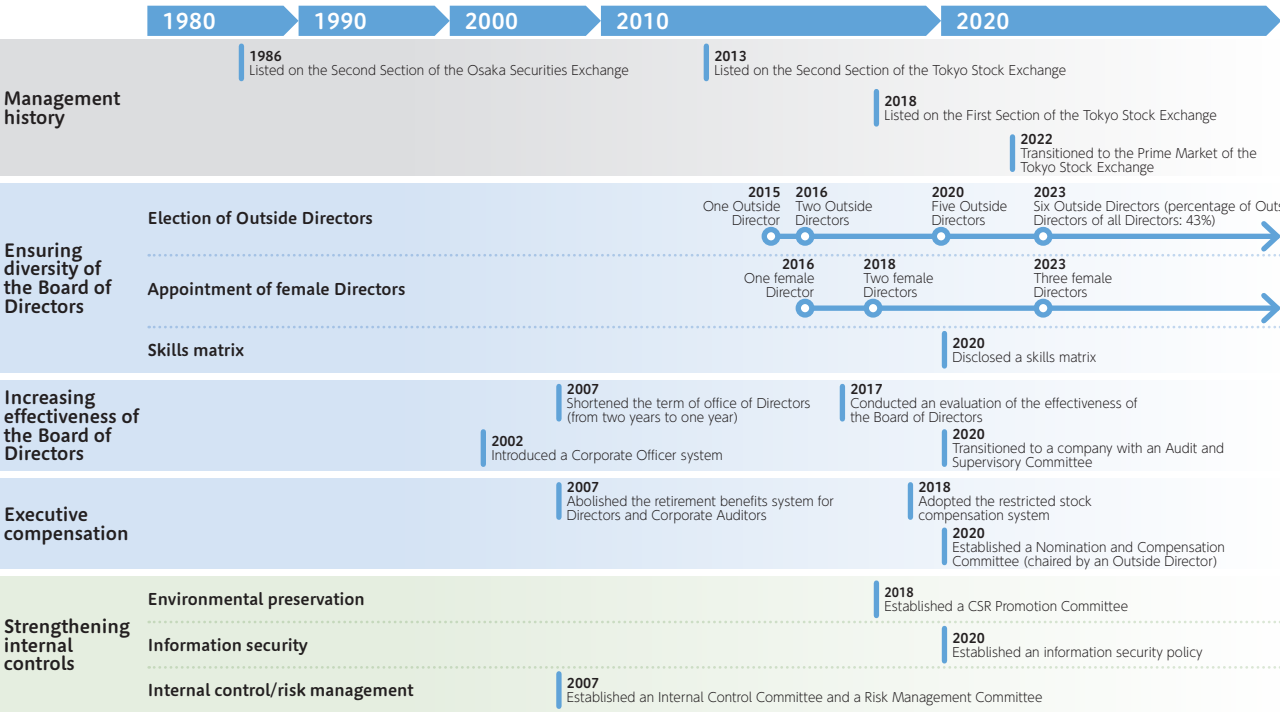 1980 1990 2000 2010 2020
Management
history
1986
Listed on the Second Section of the Osaka Securities Exchange
2013
Listed on the Second Section of the Tokyo Stock Exchange
2018
Listed on the First Section of the Tokyo Stock Exchange
2022
Transitioned to the Prime Market of the
Tokyo Stock Exchange
Ensuring
diversity of
the Board of
Directors
Election of Outside Directors
2015
One Outside
Director
2016
Two Outside
Directors
2020
Five Outside
Directors
2023
Six Outside Directors (percentage of Outs
Directors of all Directors: 43%)
Appointment of female Directors
2016
One female
Director
2018
Two female
Directors
2023
Three female
Directors
Skills matrix
2020
Disclosed a skills matrix
Increasing
effectiveness of
the Board of
Directors
2007
Shortened the term of office of Directors
(from two years to one year)
2017
Conducted an evaluation of the effectiveness of
the Board of Directors
2002
Introduced a Corporate Officer system
2020
Transitioned to a company with an Audit and
Supervisory Committee
Executive
compensation
2007
Abolished the retirement benefits system for
Directors and Corporate Auditors
2018
Adopted the restricted stock
compensation system
2020
Established a Nomination and Compensation
Committee (chaired by an Outside Director)
Strengthening
internal
controls
Environmental preservation
2018
Established a CSR Promotion Committee
Information security
2020
Established an information security policy
Internal control/risk management
2007
Established an Internal Control Committee and a Risk Management Committee